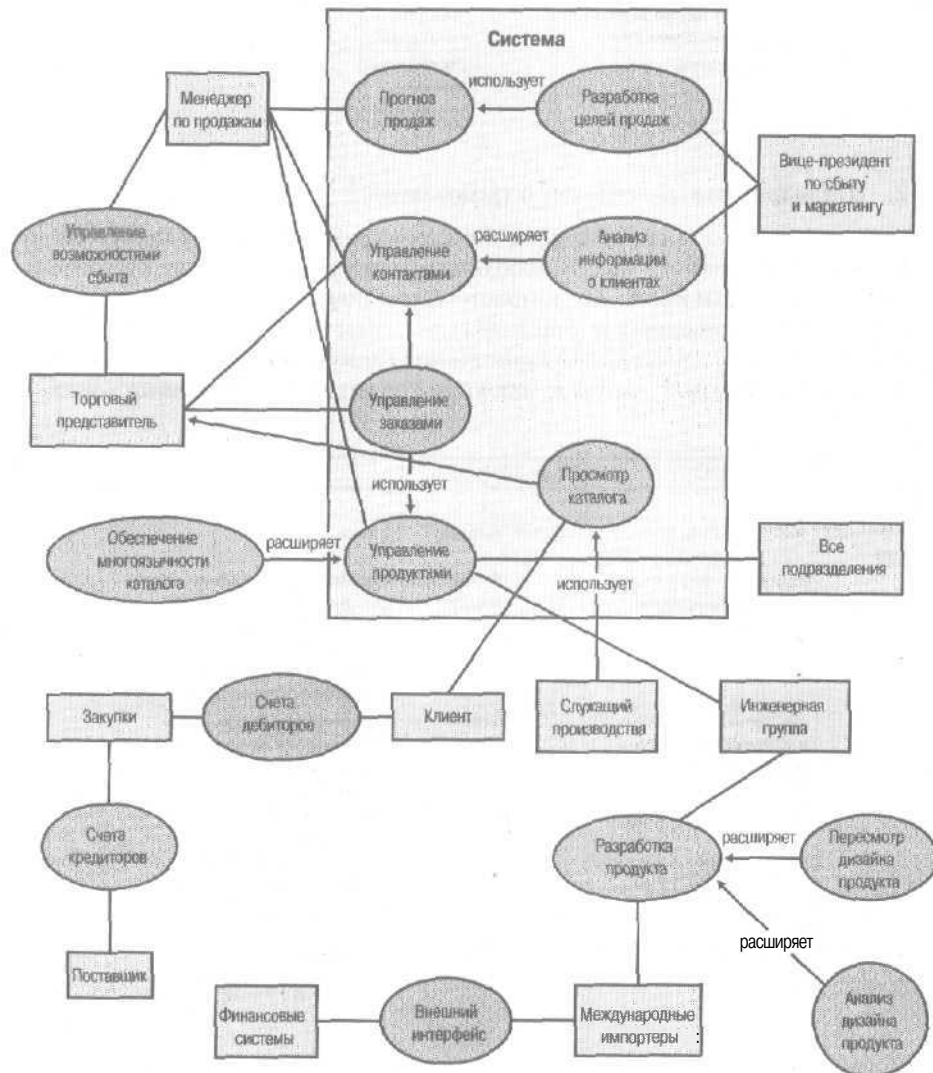 Система
использует
Менеджер
по продажам
Прогноз
продаж
Разработка
целей продаж
Вице-президент
по сбыту
и маркетингу
Управление
возможностями
сбыта
Управление
контактами
расширяет
Анализ
информации
о клиентах
Торговый
представитель
Управление
заказами
использует
Просмотр
каталога
Обеспечение
многоязычности
каталога
расширяет
Управление
продуктами
использует
Все
подразделения
Закупки
Счета
дебиторов
Клиент
Служащий
производства
Инженерная
группа
Счета
кредиторов
Разработка
продукта
расширяет
Пересмотр
дизайна
продукта
расширяет
Поставщик
Финансовые
системы
Внешний
интерфейс
Международные
импортеры
Анализ
дизайна
продукта